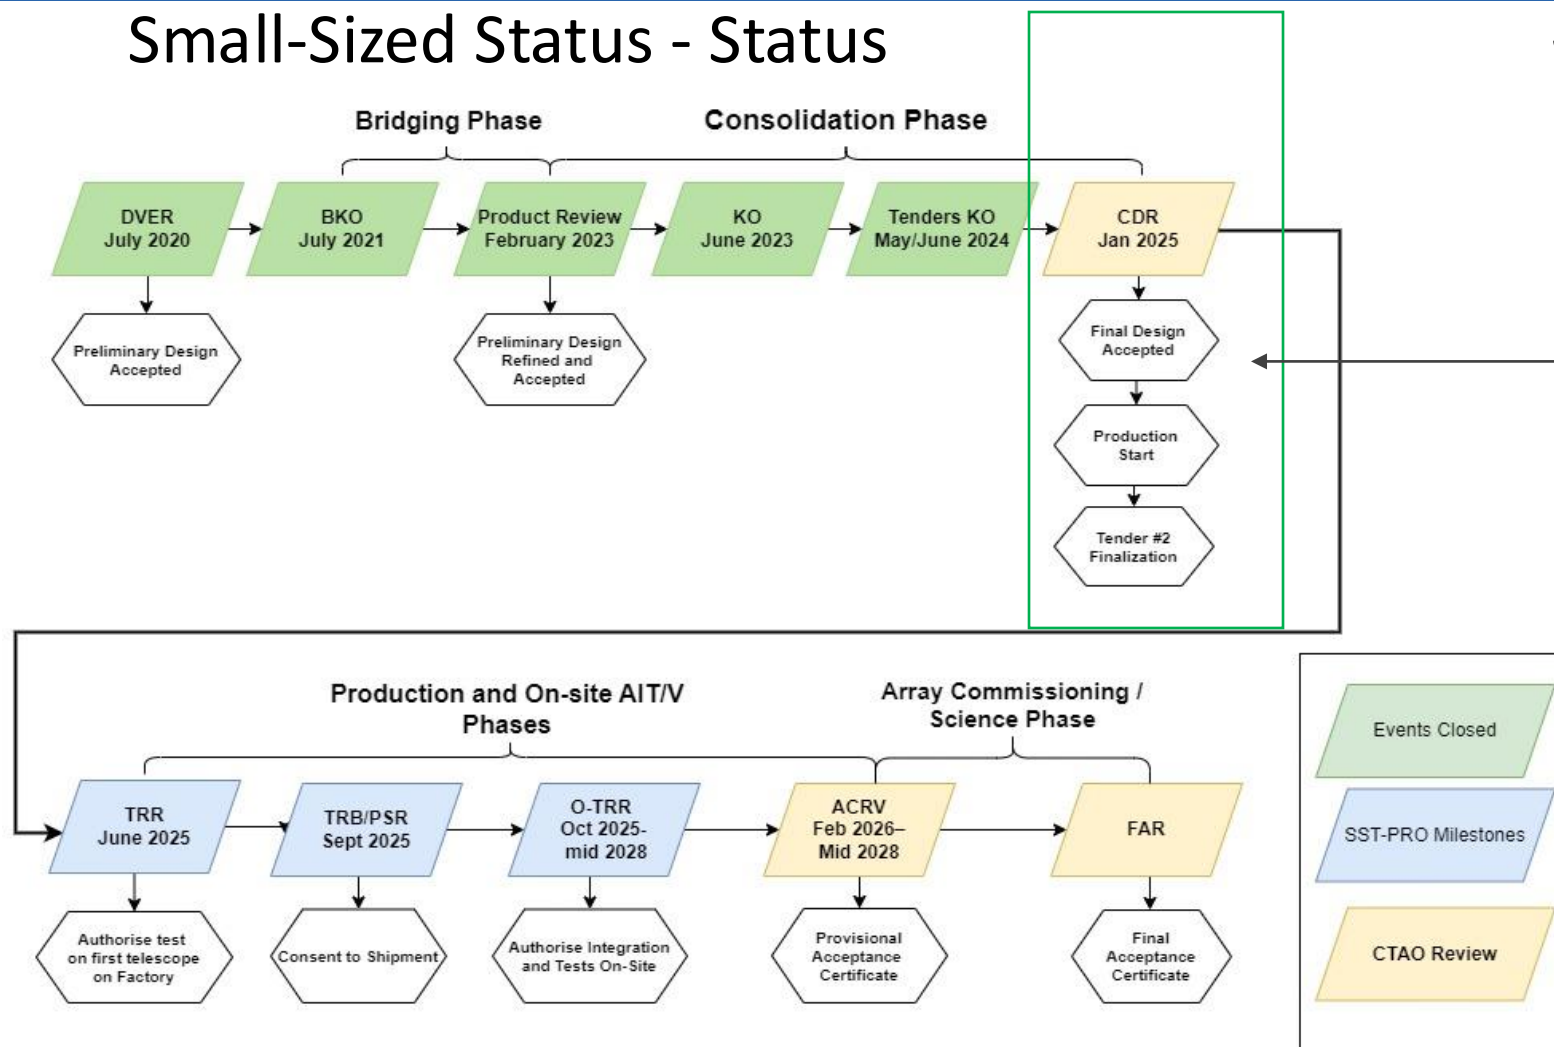 Small-Sized Status - Status
Bridging Phase
Consolidation Phase
DVER
July 2020
BKO
July 2021
Product Review
February 2023
KO
June 2023
Tenders KO
May/June 2024
CDR
Jan 2025
Preliminary Design
Accepted
Preliminary Design
Refined and
Accepted
Final Design
Accepted
Production
Start
Tender #2
Finalization
Production and On-site AIT/V
Phases
Array Commissioning /
Science Phase
TRR
June 2025
TRB/PSR
Sept 2025
O-TRR
Oct 2025-
mid 2028
ACRV
Feb 2026–
Mid 2028
FAR
Authorise test
on first telescope
on Factory
Consent to Shipment
Authorise Integration
and Tests On-Site
Provisional
Acceptance
Certificate
Final
Acceptance
Certificate
Events Closed
SST-PRO Milestones
CTAO Review